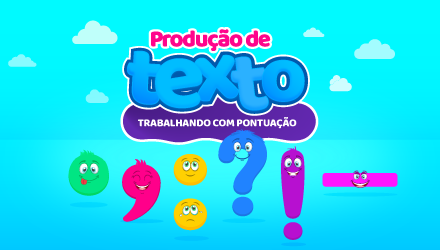 Produção de
texto
TRABALHANDO COM PONTUAÇÃO
. , : ? ! -